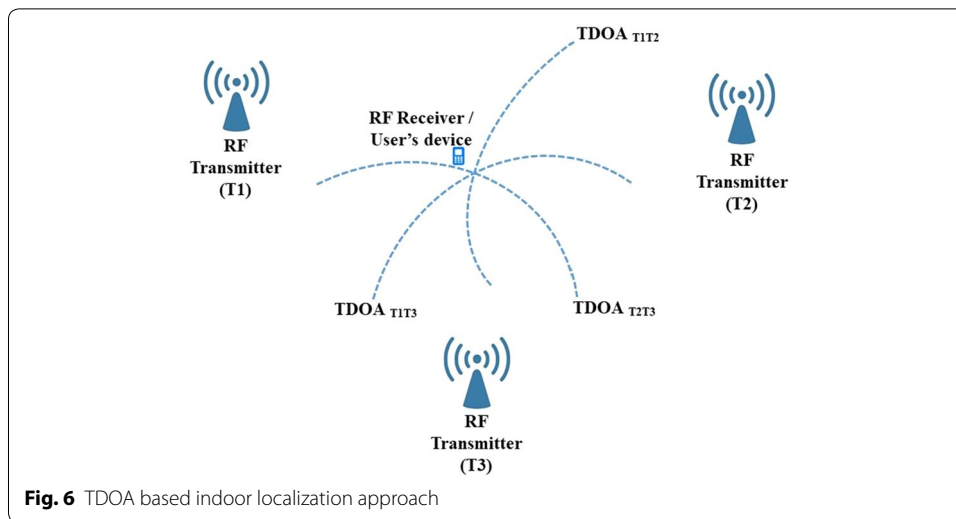 TDOA T1T2
RF Receiver /
User's device
RF
Transmitter
(T1)
RF
Transmitter
(T2)
TDOA T1T3
TDOA T2T3
RF
Transmitter
(T3)
Fig. 6 TDOA based indoor localization approach